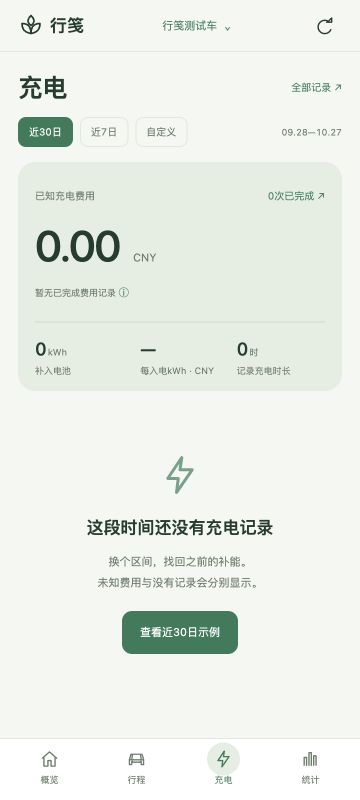 行笺
行笺测试车
充电
全部记录 ↗
近30日
近7日
自定义
09.28—10.27
已知充电费用
0次已完成 ↗
0.00 CNY
暂无已完成费用记录 ⓘ
0 kWh
补入电池
—
每入电kWh · CNY
0 时
记录充电时长
这段时间还没有充电记录
换个区间，找回之前的补能。
未知费用与没有记录会分别显示。
查看近30日示例
概览
行程
充电
统计